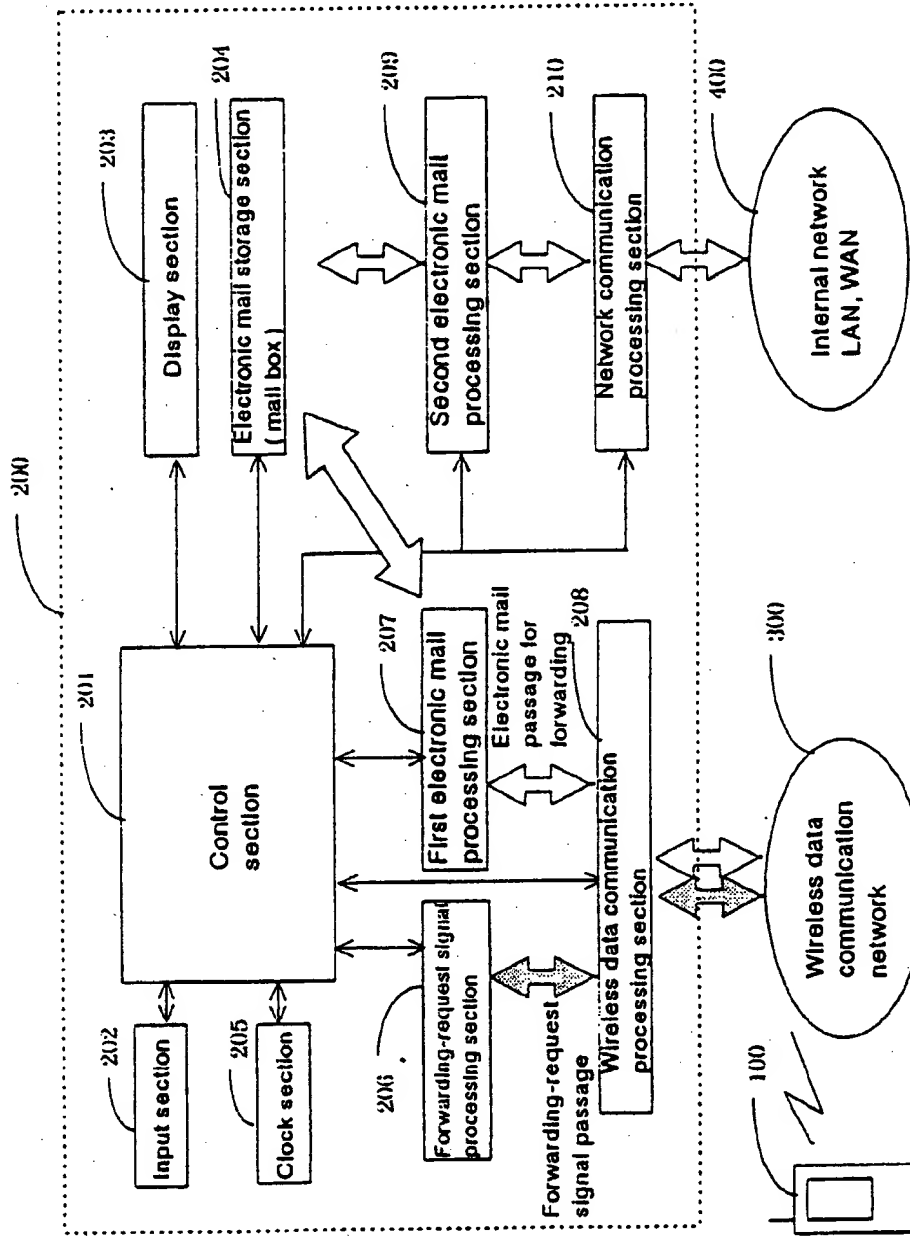 200
201
Control
section
202
Input section
205
Clock section
203
Display section
204
Electronic mail storage section
( mail box )
206
Forwarding-request signal
processing section
207
First electronic mail
processing section
209
Second electronic mail
processing section
Electronic mail
passage for
forwarding
Forwarding-request
signal passage
208
Wireless data communication
processing section
210
Network communication
processing section
100
300
Wireless data
communication
network
400
Internal network
LAN, WAN